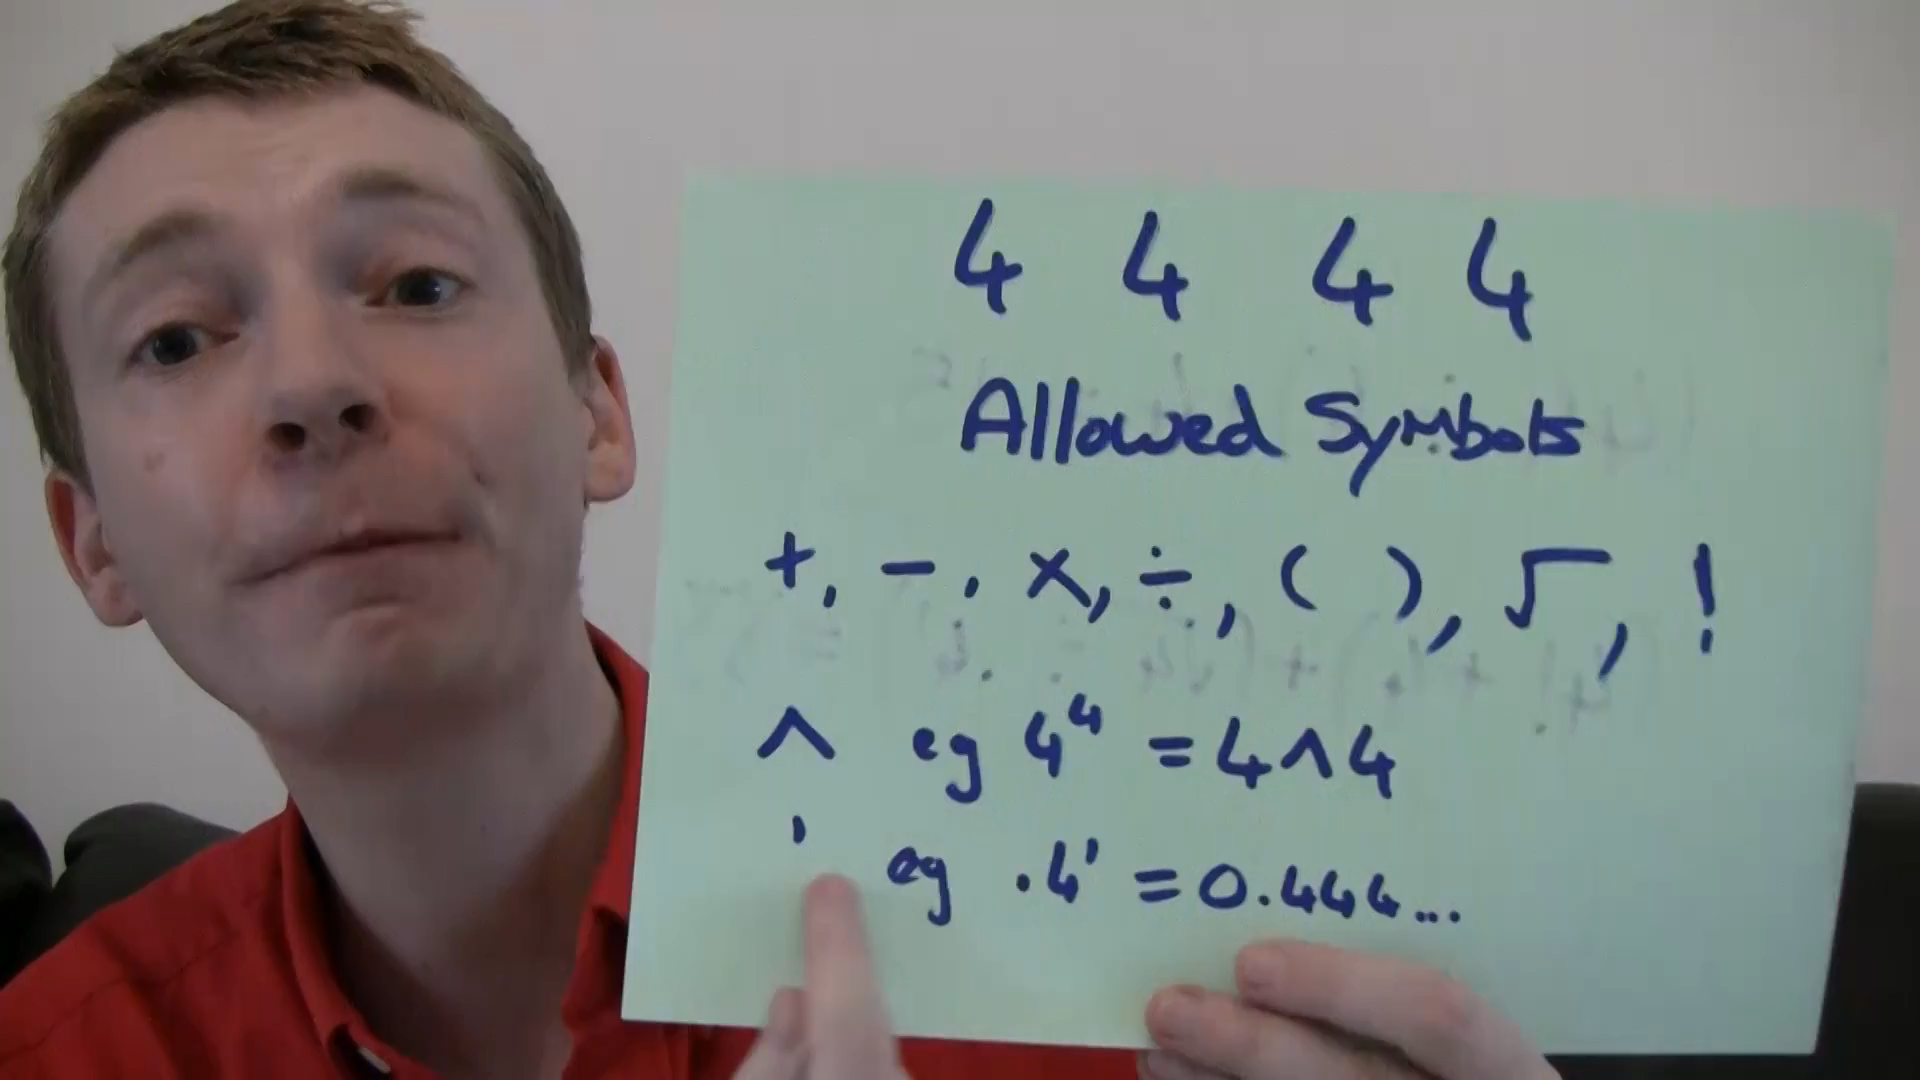 4 4 4 4
Allowed Symbols
+, -, ×, ÷, ( ), √, !
^ eg 4⁴ = 4^4
' eg .4' = 0.444...